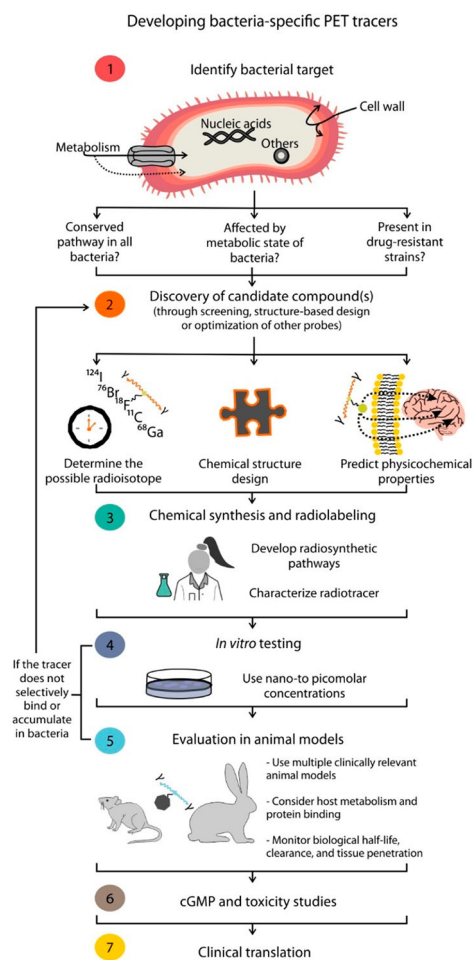 Developing bacteria-specific PET tracers
1
Identify bacterial target
Cell wall
Nucleic acids
Metabolism
Others
Conserved
pathway in all
bacteria?
Affected by
metabolic state of
bacteria?
Present in
drug-resistant
strains?
2
Discovery of candidate compound(s)
(through screening, structure-based design
or optimization of other probes)
124I
76Br
18F
11C
68Ga
Determine the
possible radioisotope
Chemical structure
design
Predict physicochemical
properties
3
Chemical synthesis and radiolabeling
Develop radiosynthetic
pathways
Characterize radiotracer
4
In vitro testing
Use nano-to picomolar
concentrations
If the tracer
does not
selectively
bind or
accumulate
in bacteria
5
Evaluation in animal models
- Use multiple clinically relevant
animal models
- Consider host metabolism and
protein binding
- Monitor biological half-life,
clearance, and tissue penetration
6
cGMP and toxicity studies
7
Clinical translation